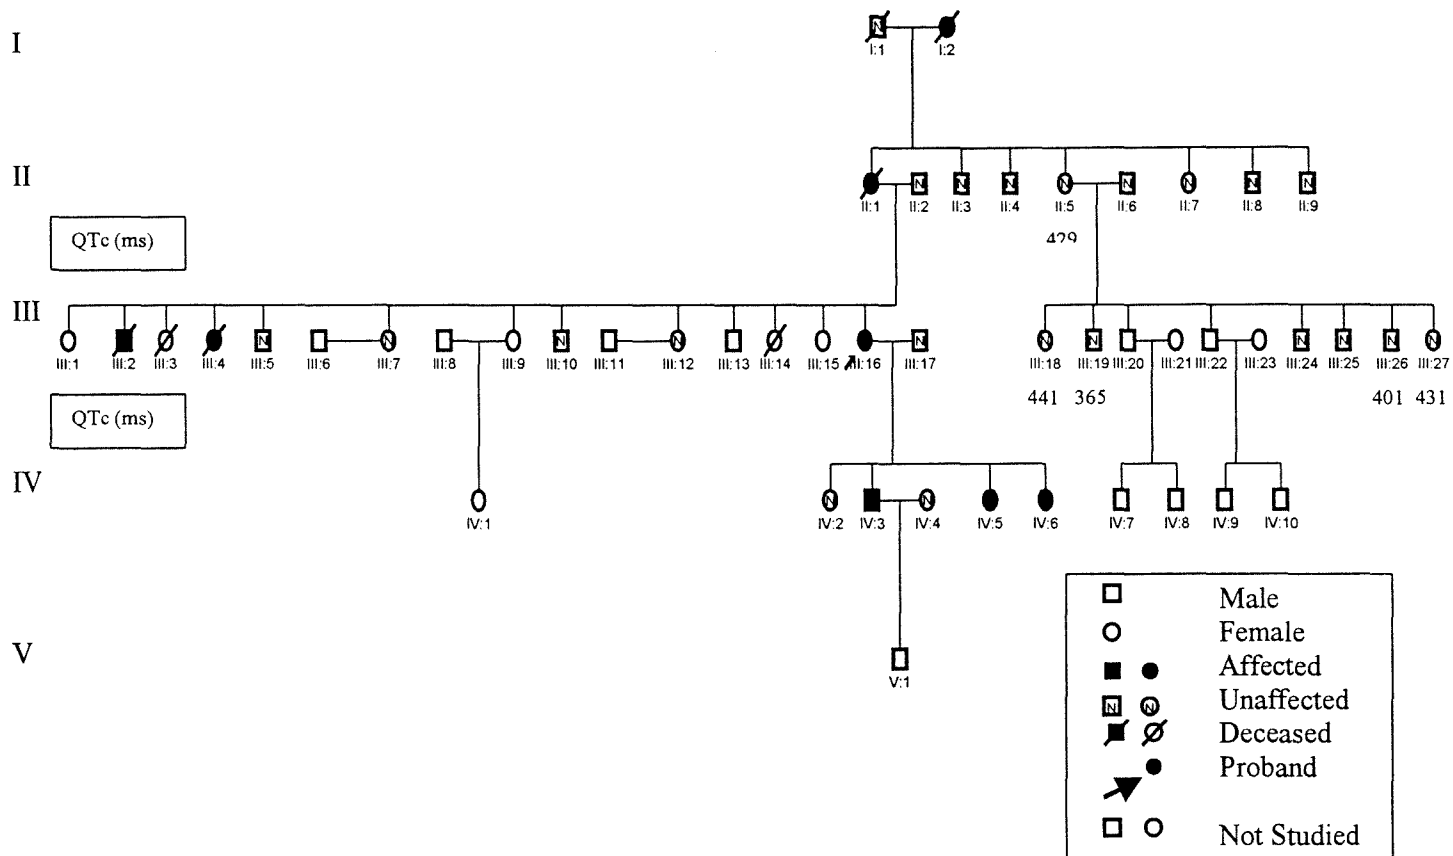 I
N
I:1 I:2
II
N N N N N N N N
II:1 II:2 II:3 II:4 II:5 II:6 II:7 II:8 II:9
QTc (ms)
429
III
N N N N N N N N N N N
III:1 III:2 III:3 III:4 III:5 III:6 III:7 III:8 III:9 III:10 III:11 III:12 III:13 III:14 III:15 III:16 III:17 III:18 III:19 III:20 III:21 III:22 III:23 III:24 III:25 III:26 III:27
441 365 401 431
QTc (ms)
IV
N N
IV:1 IV:2 IV:3 IV:4 IV:5 IV:6 IV:7 IV:8 IV:9 IV:10
V
V:1
Male
Female
Affected
N N Unaffected
Deceased
Proband
Not Studied